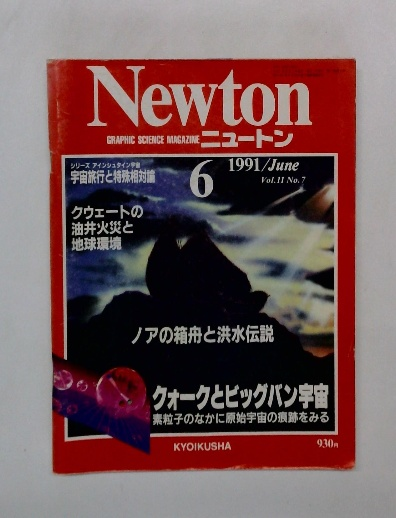 Newton
GRAPHIC SCIENCE MAGAZINE ニュートン
シリーズ アインシュタイン宇宙
宇宙旅行と特殊相対論
6
1991/June
Vol.11 No.7
クウェートの
油井火災と
地球環境
ノアの箱舟と洪水伝説
クォークとビッグバン宇宙
素粒子のなかに原始宇宙の痕跡をみる
KYOIKUSHA
930円